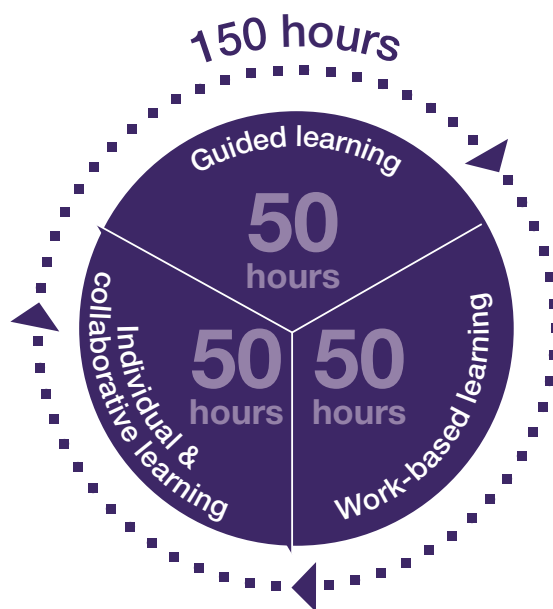 150 hours
Guided learning
50
hours
Individual &
collaborative learning
50
hours
50
hours
Work-based learning